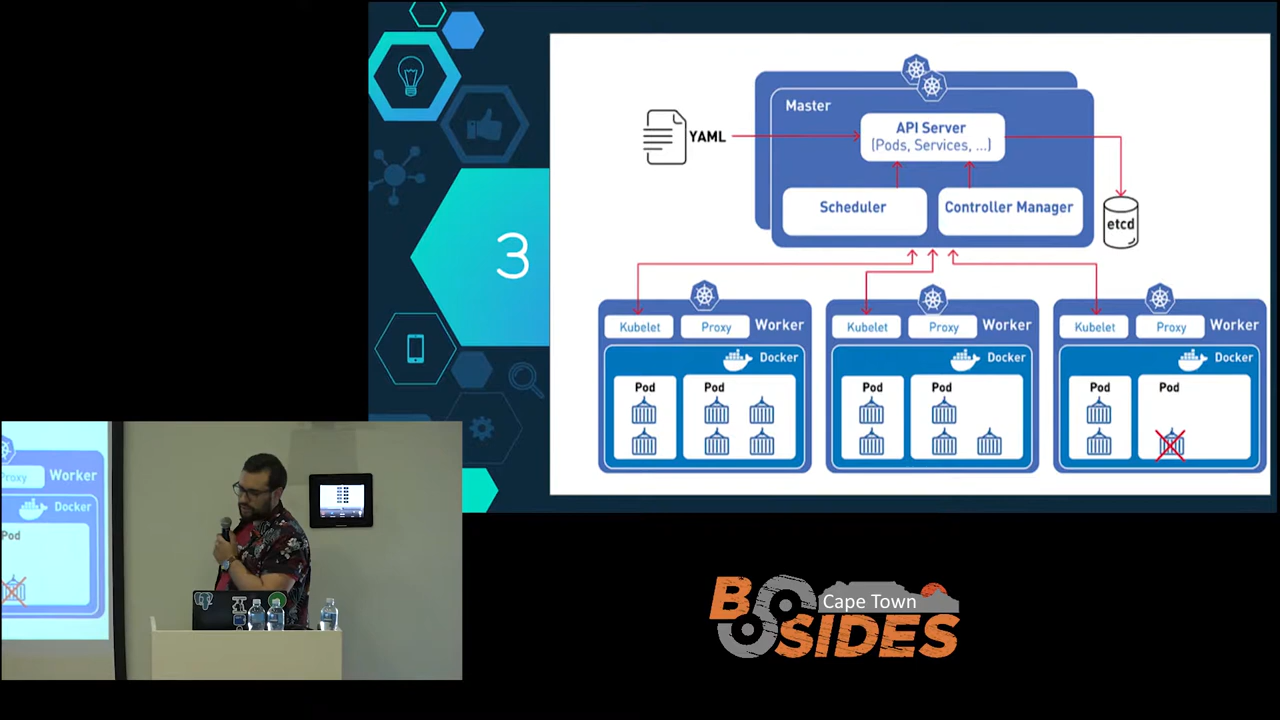 3
Master
YAML
API Server
(Pods, Services, ...)
Scheduler
Controller Manager
etcd
Kubelet
Proxy
Worker
Docker
Pod
Pod
Kubelet
Proxy
Worker
Docker
Pod
Pod
Kubelet
Proxy
Worker
Docker
Pod
Pod
Proxy
Worker
Docker
Pod
BSIDES
Cape Town